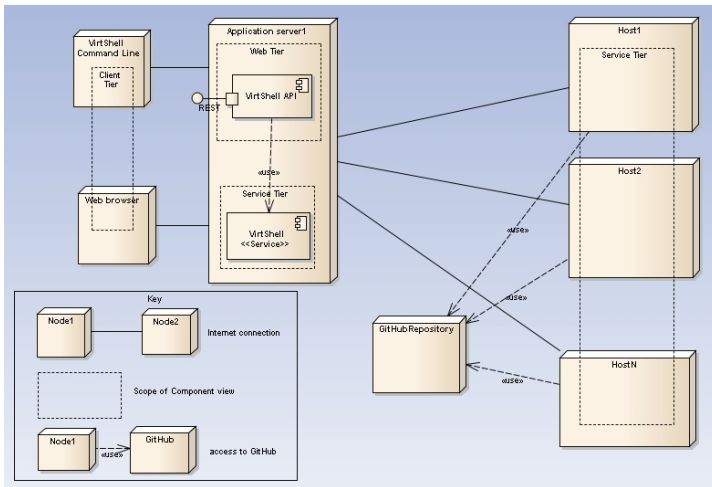 VirtShell
Command Line
Client
Tier
Web browser
Application server1
Web Tier
VirtShell API
REST
«use»
Service Tier
VirtShell
<<Service>>
Host1
Service Tier
Host2
HostN
«use»
«use»
«use»
GitHubRepository
Key
Node1
Node2
Internet connection
Scope of Component view
Node1
«use»
GitHub
access to GitHub